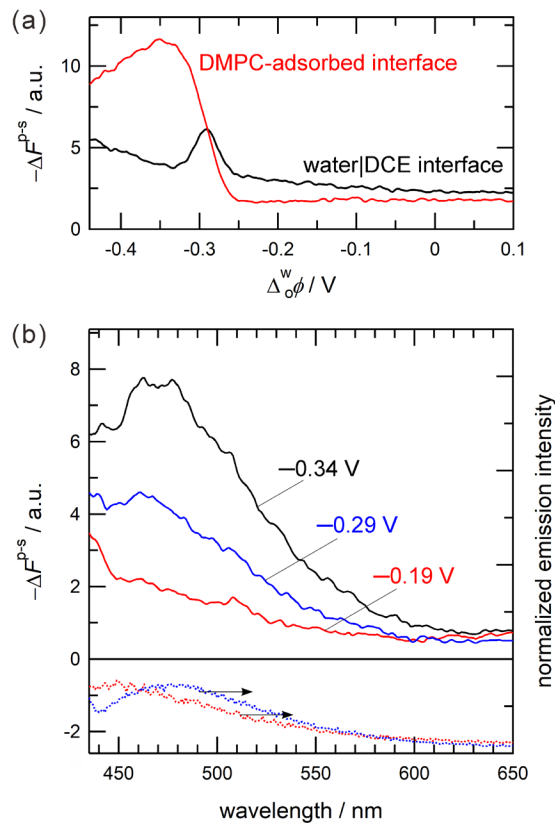 (a)
10
5
0
−ΔF^p-s / a.u.
DMPC-adsorbed interface
water|DCE interface
-0.4 -0.3 -0.2 -0.1 0 0.1
Δ^w_o ϕ / V
(b)
8
6
4
2
0
-2
−ΔF^p-s / a.u.
normalized emission intensity
−0.34 V
−0.29 V
−0.19 V
450 500 550 600 650
wavelength / nm